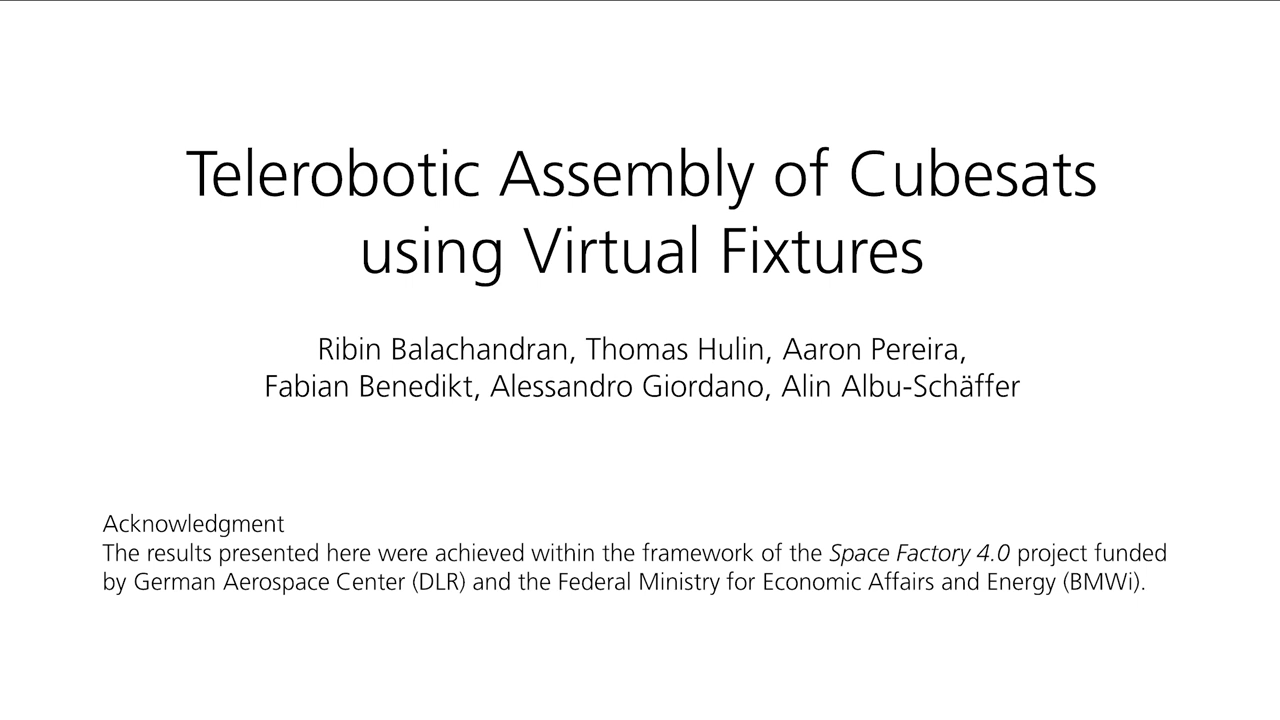 Telerobotic Assembly of Cubesats
using Virtual Fixtures
Ribin Balachandran, Thomas Hulin, Aaron Pereira,
Fabian Benedikt, Alessandro Giordano, Alin Albu-Schäffer
Acknowledgment
The results presented here were achieved within the framework of the Space Factory 4.0 project funded
by German Aerospace Center (DLR) and the Federal Ministry for Economic Affairs and Energy (BMWi).